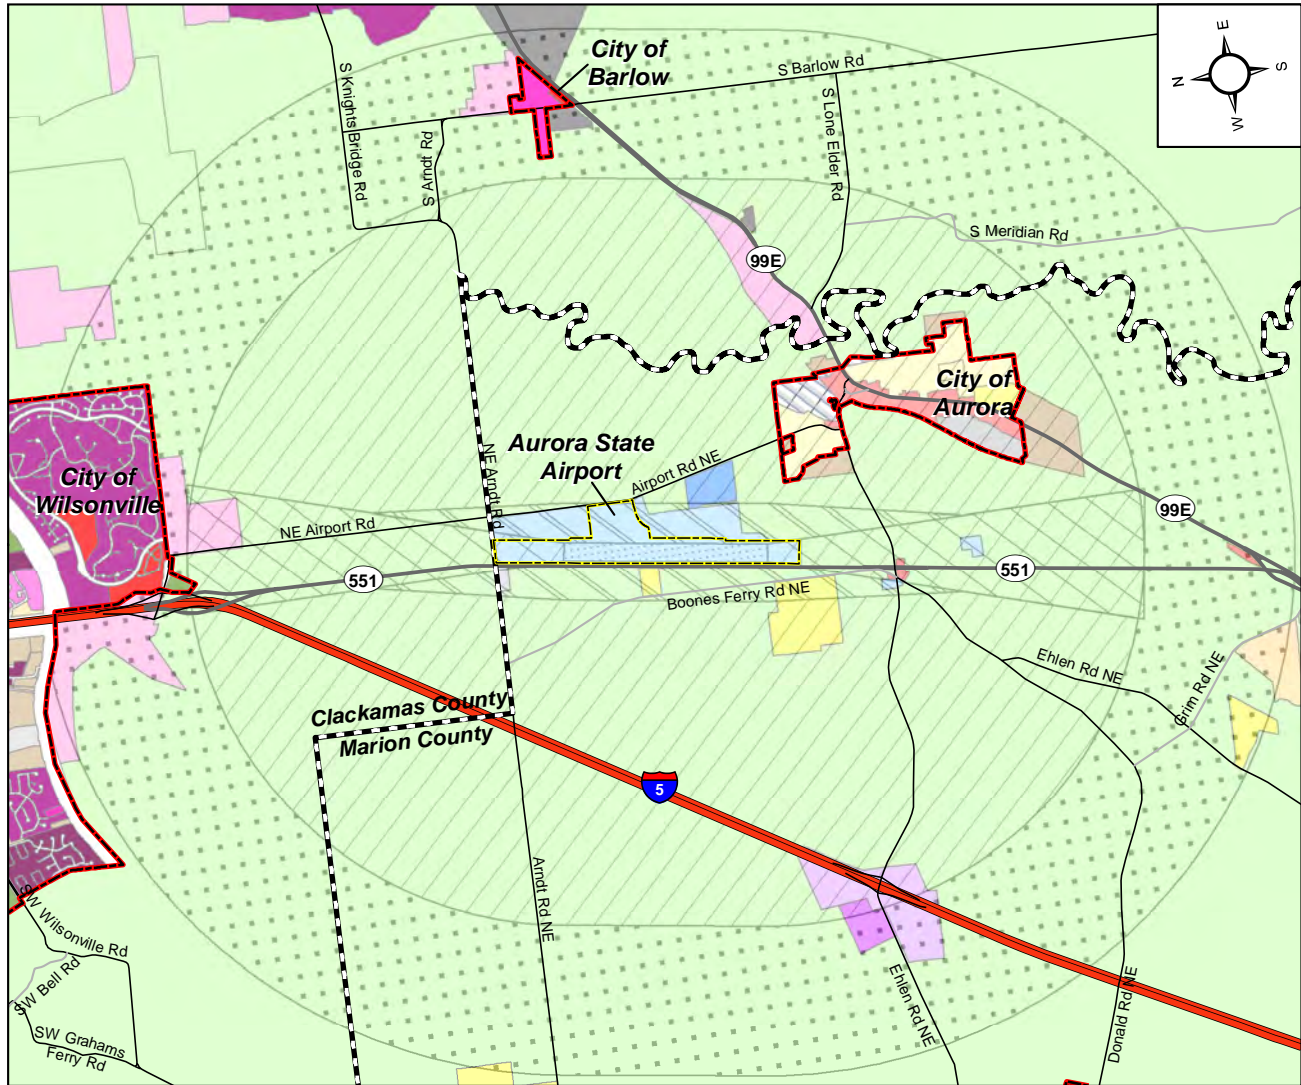 City of
Barlow
S Barlow Rd
S Knights Bridge Rd
S Arndt Rd
S Lone Elder Rd
S Meridian Rd
99E
E
N
S
W
City of
Aurora
Aurora State
Airport
Airport Rd NE
NE Arndt Rd
City of
Wilsonville
NE Airport Rd
99E
551
551
Boones Ferry Rd NE
Ehlen Rd NE
Grim Rd NE
Clackamas County
Marion County
5
Arndt Rd NE
Ehlen Rd NE
Donald Rd NE
SW Wilsonville Rd
SW Bell Rd
SW Grahams
Ferry Rd